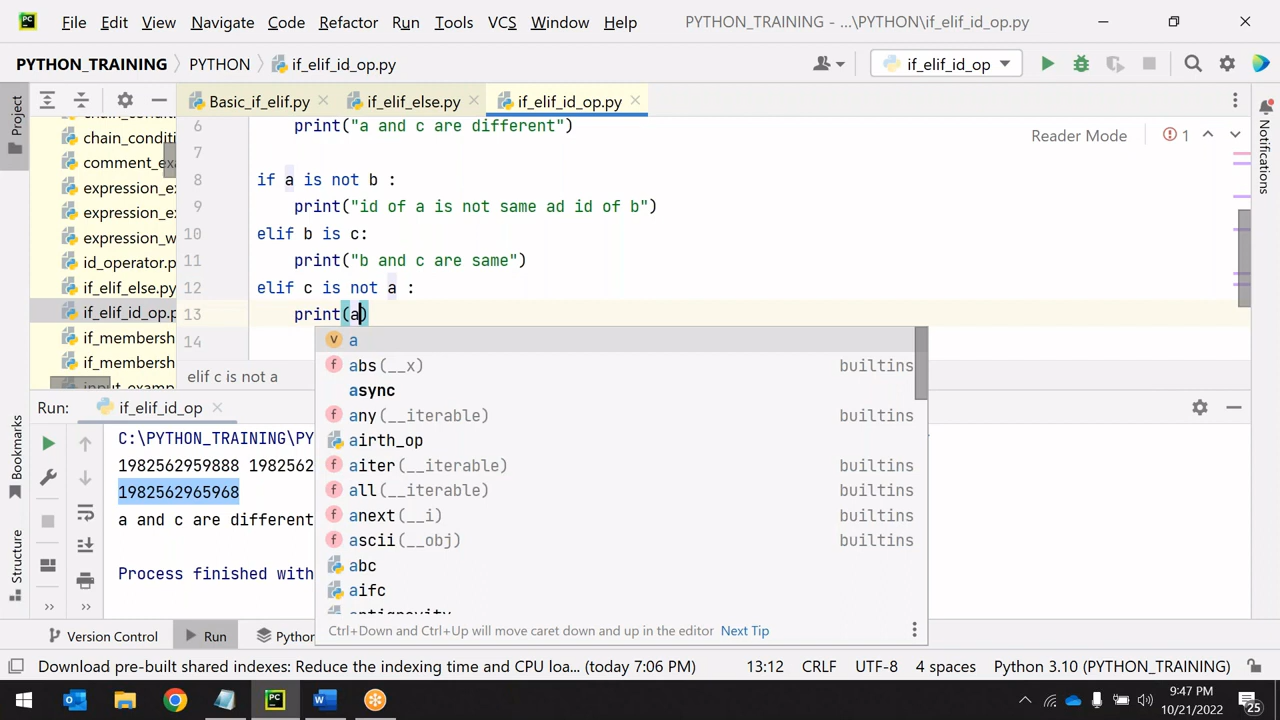 PC File Edit View Navigate Code Refactor Run Tools VCS Window Help PYTHON_TRAINING - ...\PYTHON\if_elif_id_op.py
PYTHON_TRAINING PYTHON if_elif_id_op.py if_elif_id_op
Project
Basic_if_elif.py if_elif_else.py if_elif_id_op.py
chain_conditi
comment_exa
expression_ex
expression_ex
expression_w
id_operator.p
if_elif_else.py
if_elif_id_op.p
if_membersh
if_membersh
input_examp
6 print("a and c are different")
Reader Mode 1
7
8 if a is not b :
9 print("id of a is not same ad id of b")
10 elif b is c:
11 print("b and c are same")
12 elif c is not a :
13 print(a)
14
elif c is not a
Notifications
a
abs(__x) builtins
async
any(__iterable) builtins
airth_op
aiter(__iterable) builtins
all(__iterable) builtins
anext(__i) builtins
ascii(__obj) builtins
abc
aifc
antigravity
Ctrl+Down and Ctrl+Up will move caret down and up in the editor Next Tip
Run: if_elif_id_op
C:\PYTHON_TRAINING\PY
1982562959888 1982562
1982562965968
a and c are different
Process finished with
Bookmarks
Structure
Version Control Run Python
Download pre-built shared indexes: Reduce the indexing time and CPU loa... (today 7:06 PM) 13:12 CRLF UTF-8 4 spaces Python 3.10 (PYTHON_TRAINING)
9:47 PM
10/21/2022
25